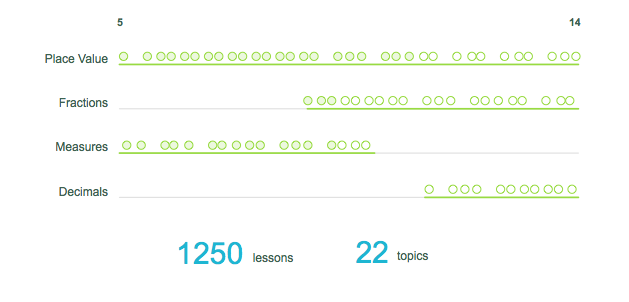 5 14
Place Value
Fractions
Measures
Decimals
1250 lessons 22 topics